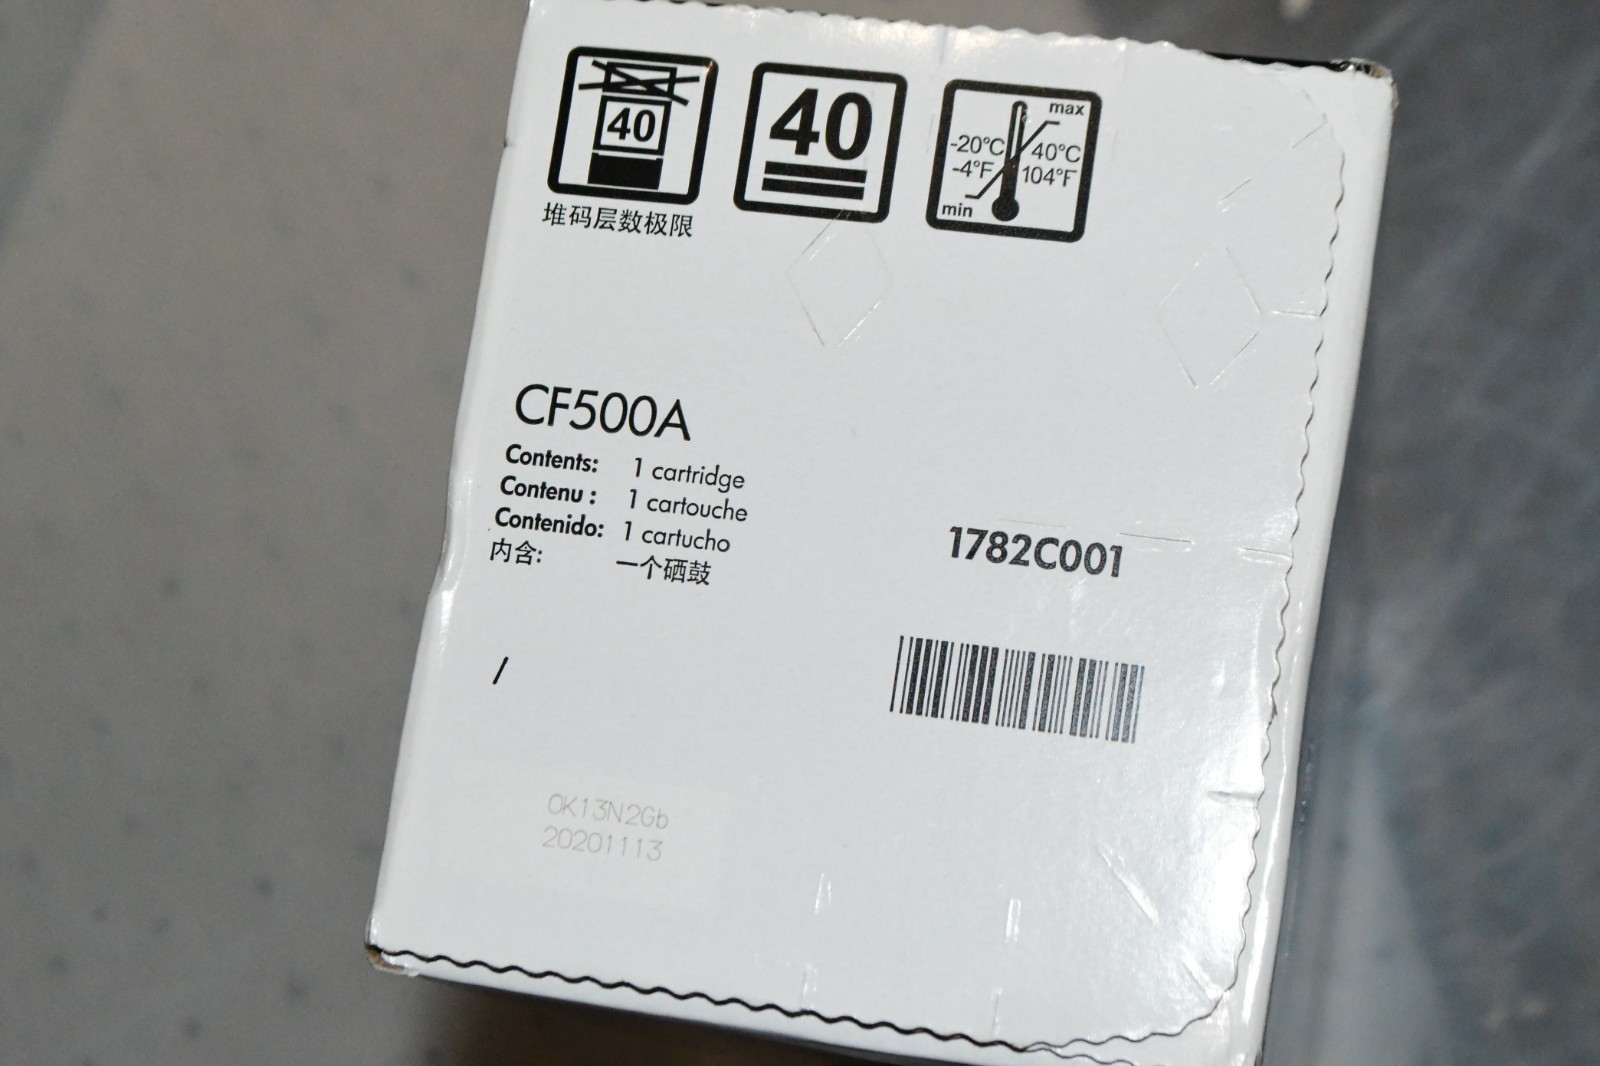 40
堆码层数极限
40
max
-20°C
-4°F
40°C
104°F
min
CF500A
Contents: 1 cartridge
Contenu : 1 cartouche
Contenido: 1 cartucho
内含: 一个硒鼓
1782C001
/
OK13N2Gb
20201113